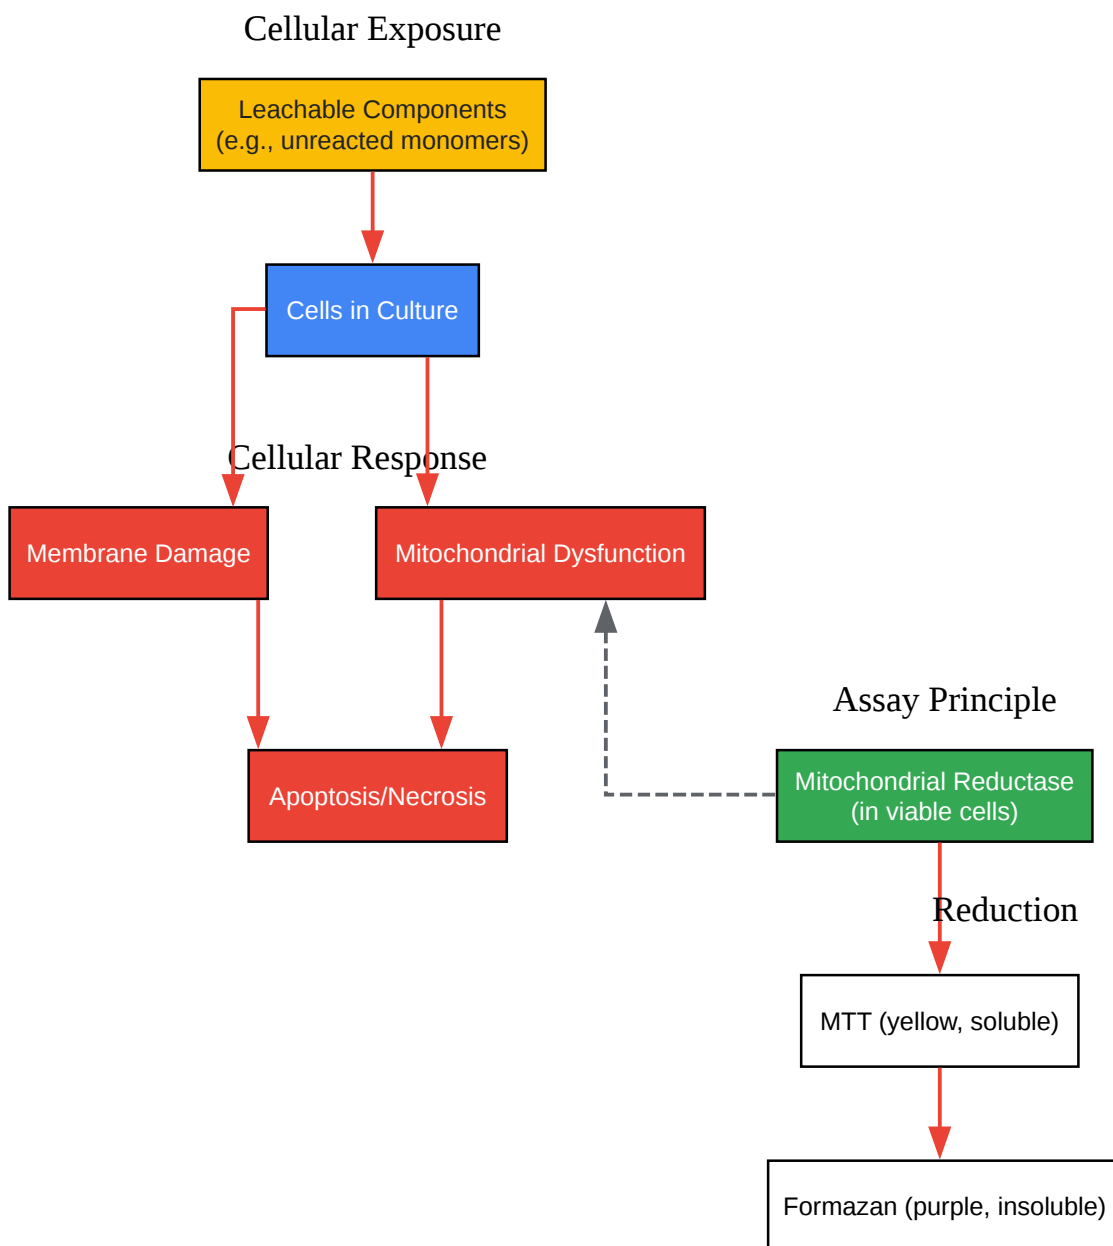 Cellular Exposure
Leachable Components
(e.g., unreacted monomers)
Cells in Culture
Cellular Response
Membrane Damage
Mitochondrial Dysfunction
Assay Principle
Apoptosis/Necrosis
Mitochondrial Reductase
(in viable cells)
Reduction
MTT (yellow, soluble)
Formazan (purple, insoluble)